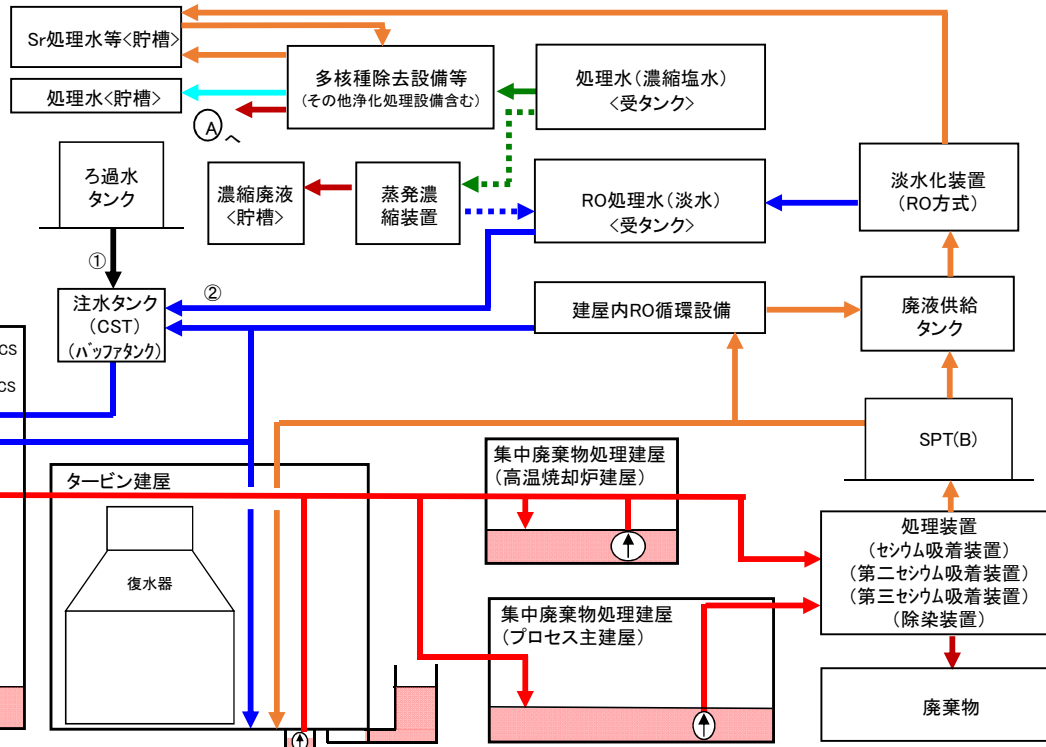 Sr処理水等<貯槽>
多核種除去設備等
(その他浄化処理設備含む)
処理水(濃縮塩水)
<受タンク>
処理水<貯槽>
Aへ
ろ過水
タンク
濃縮廃液
<貯槽>
蒸発濃
縮装置
RO処理水(淡水)
<受タンク>
淡水化装置
(RO方式)
①
②
注水タンク
(CST)
(バッファタンク)
建屋内RO循環設備
廃液供給
タンク
CS
CS
SPT(B)
タービン建屋
復水器
集中廃棄物処理建屋
(高温焼却炉建屋)
処理装置
(セシウム吸着装置)
(第二セシウム吸着装置)
(第三セシウム吸着装置)
(除染装置)
集中廃棄物処理建屋
(プロセス主建屋)
廃棄物